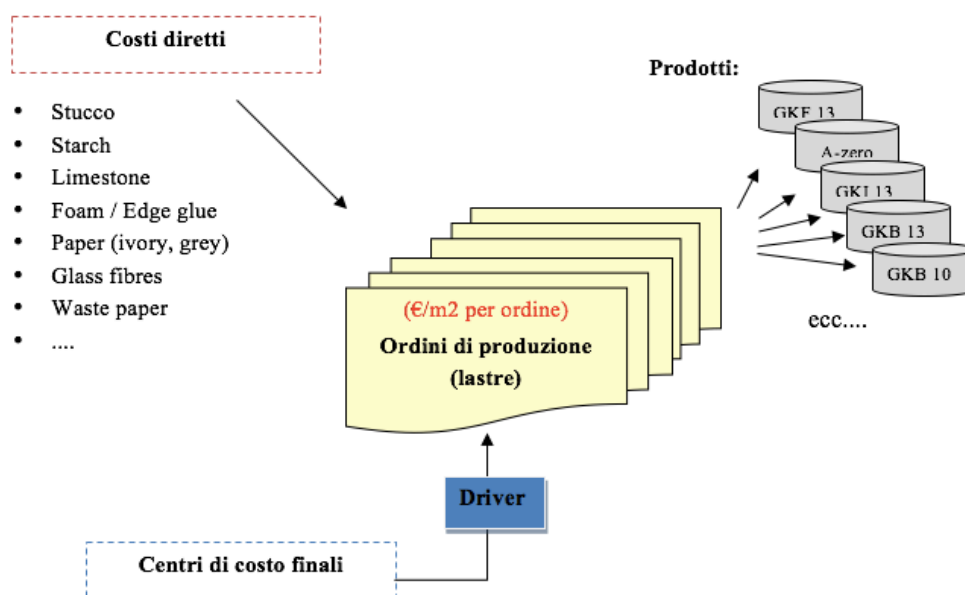 Costi diretti
• Stucco
• Starch
• Limestone
• Foam / Edge glue
• Paper (ivory, grey)
• Glass fibres
• Waste paper
• ....
Prodotti:
GKF 13
A-zero
GKI 13
GKB 13
GKB 10
ecc....
(€/m2 per ordine)
Ordini di produzione
(lastre)
Driver
Centri di costo finali